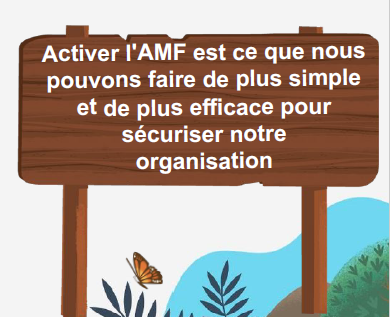 Activer l'AMF est ce que nous
pouvons faire de plus simple
et de plus efficace pour
sécuriser notre
organisation